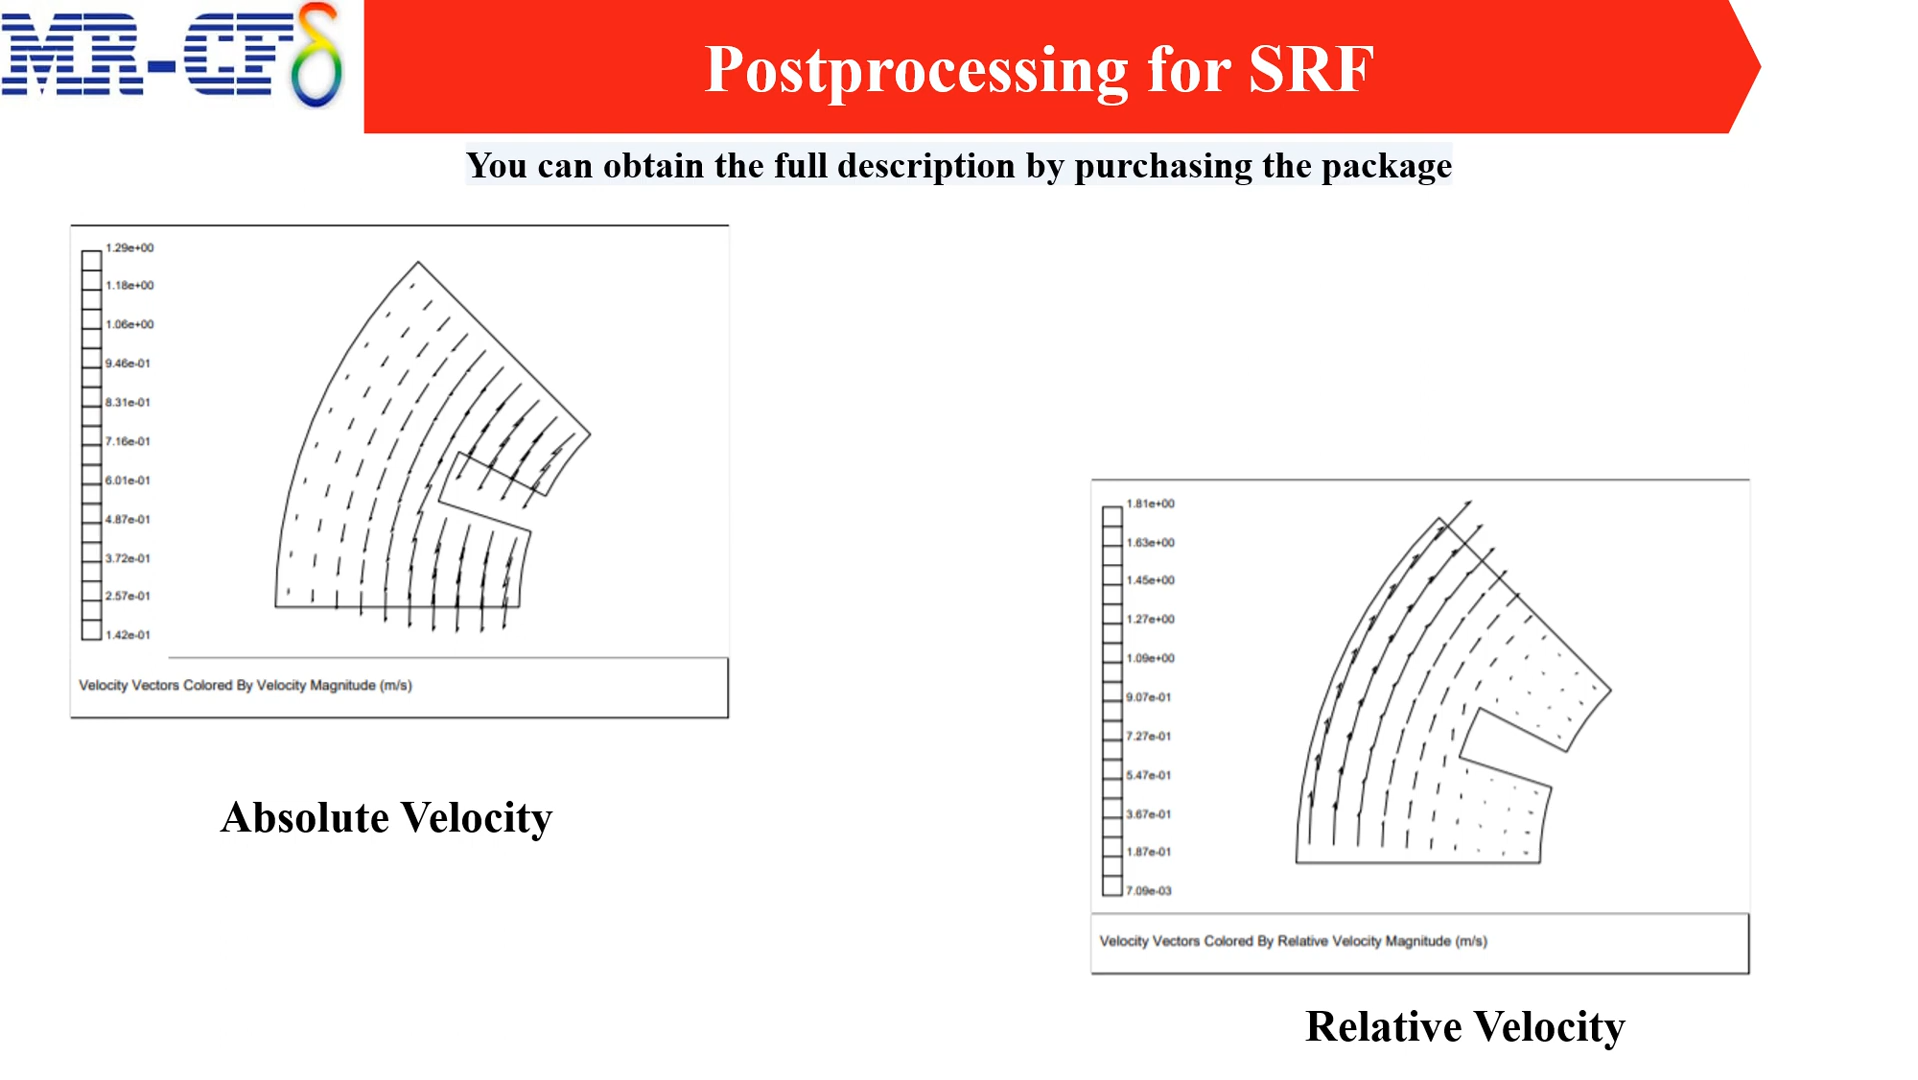 MR-CFδ
Postprocessing for SRF
You can obtain the full description by purchasing the package
1.29e+00
1.18e+00
1.06e+00
9.46e-01
8.31e-01
7.16e-01
6.01e-01
4.87e-01
3.72e-01
2.57e-01
1.42e-01
Velocity Vectors Colored By Velocity Magnitude (m/s)
Absolute Velocity
1.81e+00
1.63e+00
1.45e+00
1.27e+00
1.09e+00
9.07e-01
7.27e-01
5.47e-01
3.67e-01
1.87e-01
7.09e-03
Velocity Vectors Colored By Relative Velocity Magnitude (m/s)
Relative Velocity